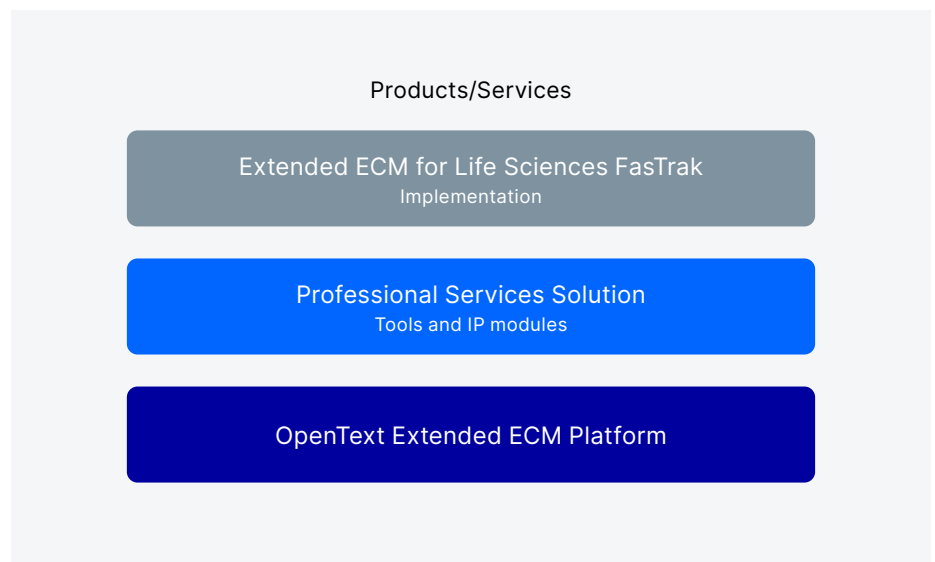 Products/Services
Extended ECM for Life Sciences FasTrak
Implementation
Professional Services Solution
Tools and IP modules
OpenText Extended ECM Platform